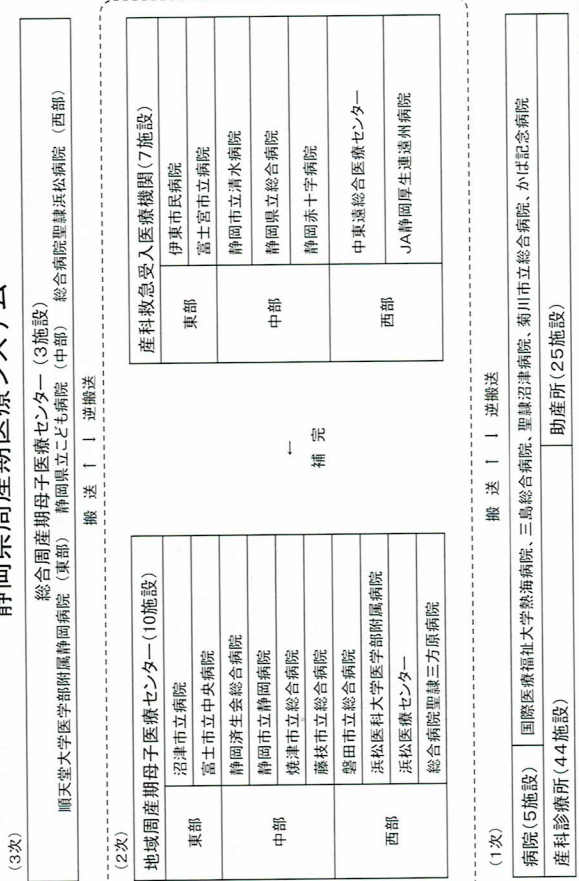 静岡県周産期医療システム
(3次)
総合周産期母子医療センター(3施設)
順天堂大学医学部附属静岡病院 (東部) 静岡県立こども病院 (中部) 総合病院聖隷浜松病院 (西部)
搬 送 ↑ ↓ 逆搬送
(2次)
地域周産期母子医療センター(10施設)
東部
沼津市立病院
富士市立中央病院
中部
静岡済生会総合病院
静岡市立静岡病院
焼津市立総合病院
藤枝市立総合病院
西部
磐田市立総合病院
浜松医科大学医学部附属病院
浜松医療センター
総合病院聖隷三方原病院
←
補 完
産科救急受入医療機関(7施設)
東部
伊東市民病院
富士宮市立病院
中部
静岡市立清水病院
静岡県立総合病院
静岡赤十字病院
西部
中東遠総合医療センター
JA静岡厚生連遠州病院
搬 送 ↑ ↓ 逆搬送
(1次)
病院(5施設) 国際医療福祉大学熱海病院、三島総合病院、聖隷沼津病院、菊川市立総合病院、かば記念病院
産科診療所(44施設) 助産所(25施設)